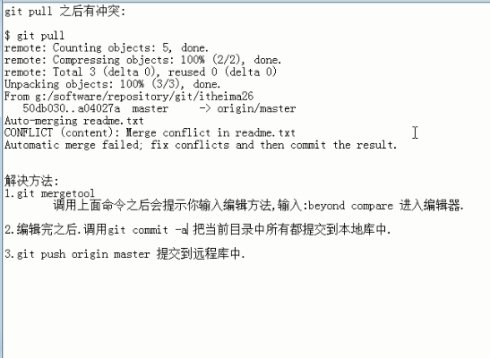 git pull 之后有冲突:
$ git pull
remote: Counting objects: 5, done.
remote: Compressing objects: 100% (2/2), done.
remote: Total 3 (delta 0), reused 0 (delta 0)
Unpacking objects: 100% (3/3), done.
From g:/software/repository/git/itheima26
50db030..a04027a  master     -> origin/master
Auto-merging readme.txt
CONFLICT (content): Merge conflict in readme.txt
Automatic merge failed; fix conflicts and then commit the result.
解决方法:
1.git mergetool
调用上面命令之后会提示你输入编辑方法,输入:beyond compare 进入编辑器.
2.编辑完之后.调用git commit -a 把当前目录中所有都提交到本地库中.
3.git push origin master 提交到远程库中.